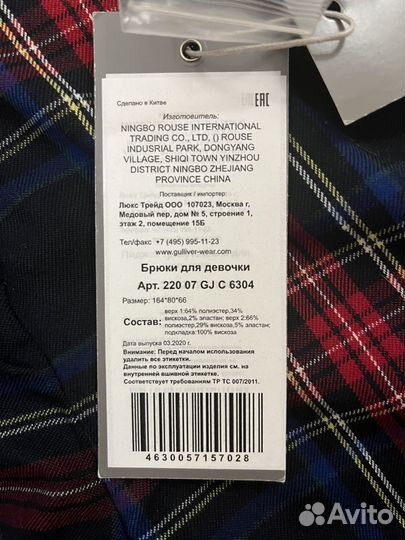 Сделано в Китае
EAC
Изготовитель:
NINGBO ROUSE INTERNATIONAL
TRADING CO., LTD, () ROUSE
INDUSRIAL PARK, DONGYANG
VILLAGE, SHIQI TOWN YINZHOU
DISTRICT NINGBO ZHEJIANG
PROVINCE CHINA
Поставщик / импортер:
Люкс Трейд ООО 107023, Москва г,
Медовый пер, дом № 5, строение 1,
этаж 2, помещение 15Б
Тел/факс +7 (495) 995-11-23
www.gulliver-wear.com
Брюки для девочки
Арт. 220 07 GJ C 6304
Размер: 164*80*66
Состав: верх 1:64% полиэстер,34%
вискоза,2% эластан; верх 2:66%
полиэстер,29% вискоза,5% эластан;
подкладка:100% вискоза
Дата выпуска 03.2020 г.
Внимание: Перед началом использования
удалить все этикетки.
Данные по эксплуатации изделия см. на
внутренней вшивной этикетке.
Соответствует требованиям ТР ТС 007/2011.
4630057157028
Avito